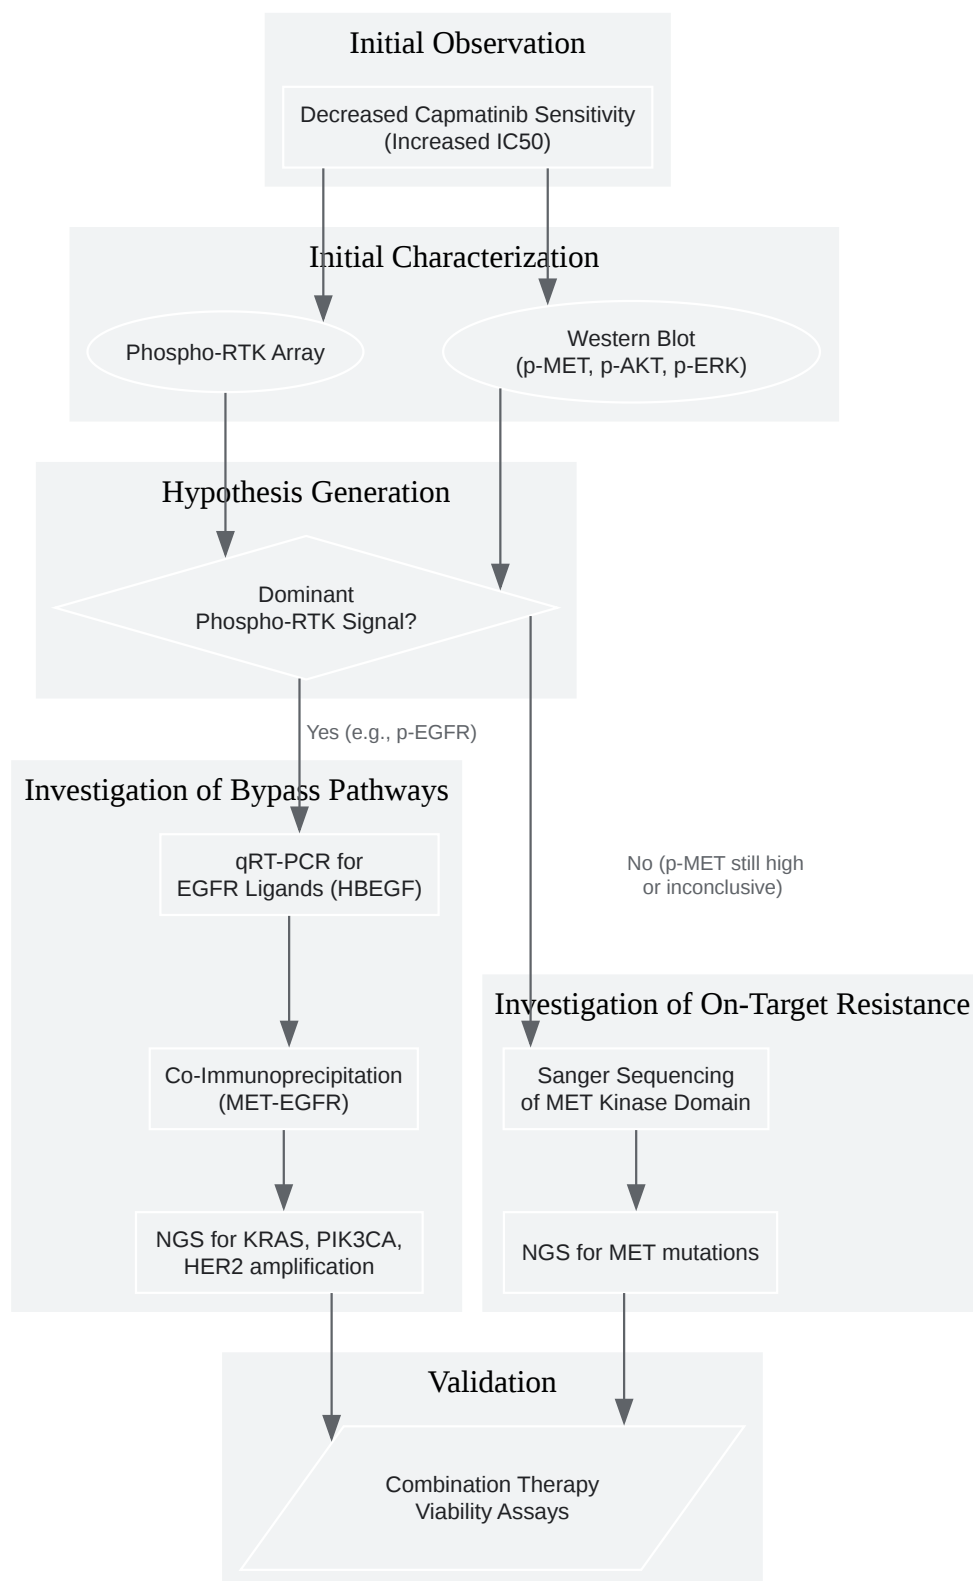 Initial Observation
Decreased Capmatinib Sensitivity
(Increased IC50)
Initial Characterization
Phospho-RTK Array
Western Blot
(p-MET, p-AKT, p-ERK)
Hypothesis Generation
Dominant
Phospho-RTK Signal?
Yes (e.g., p-EGFR)
Investigation of Bypass Pathways
qRT-PCR for
EGFR Ligands (HBEGF)
No (p-MET still high
or inconclusive)
Investigation of On-Target Resistance
Co-Immunoprecipitation
(MET-EGFR)
Sanger Sequencing
of MET Kinase Domain
NGS for KRAS, PIK3CA,
HER2 amplification
NGS for MET mutations
Validation
Combination Therapy
Viability Assays